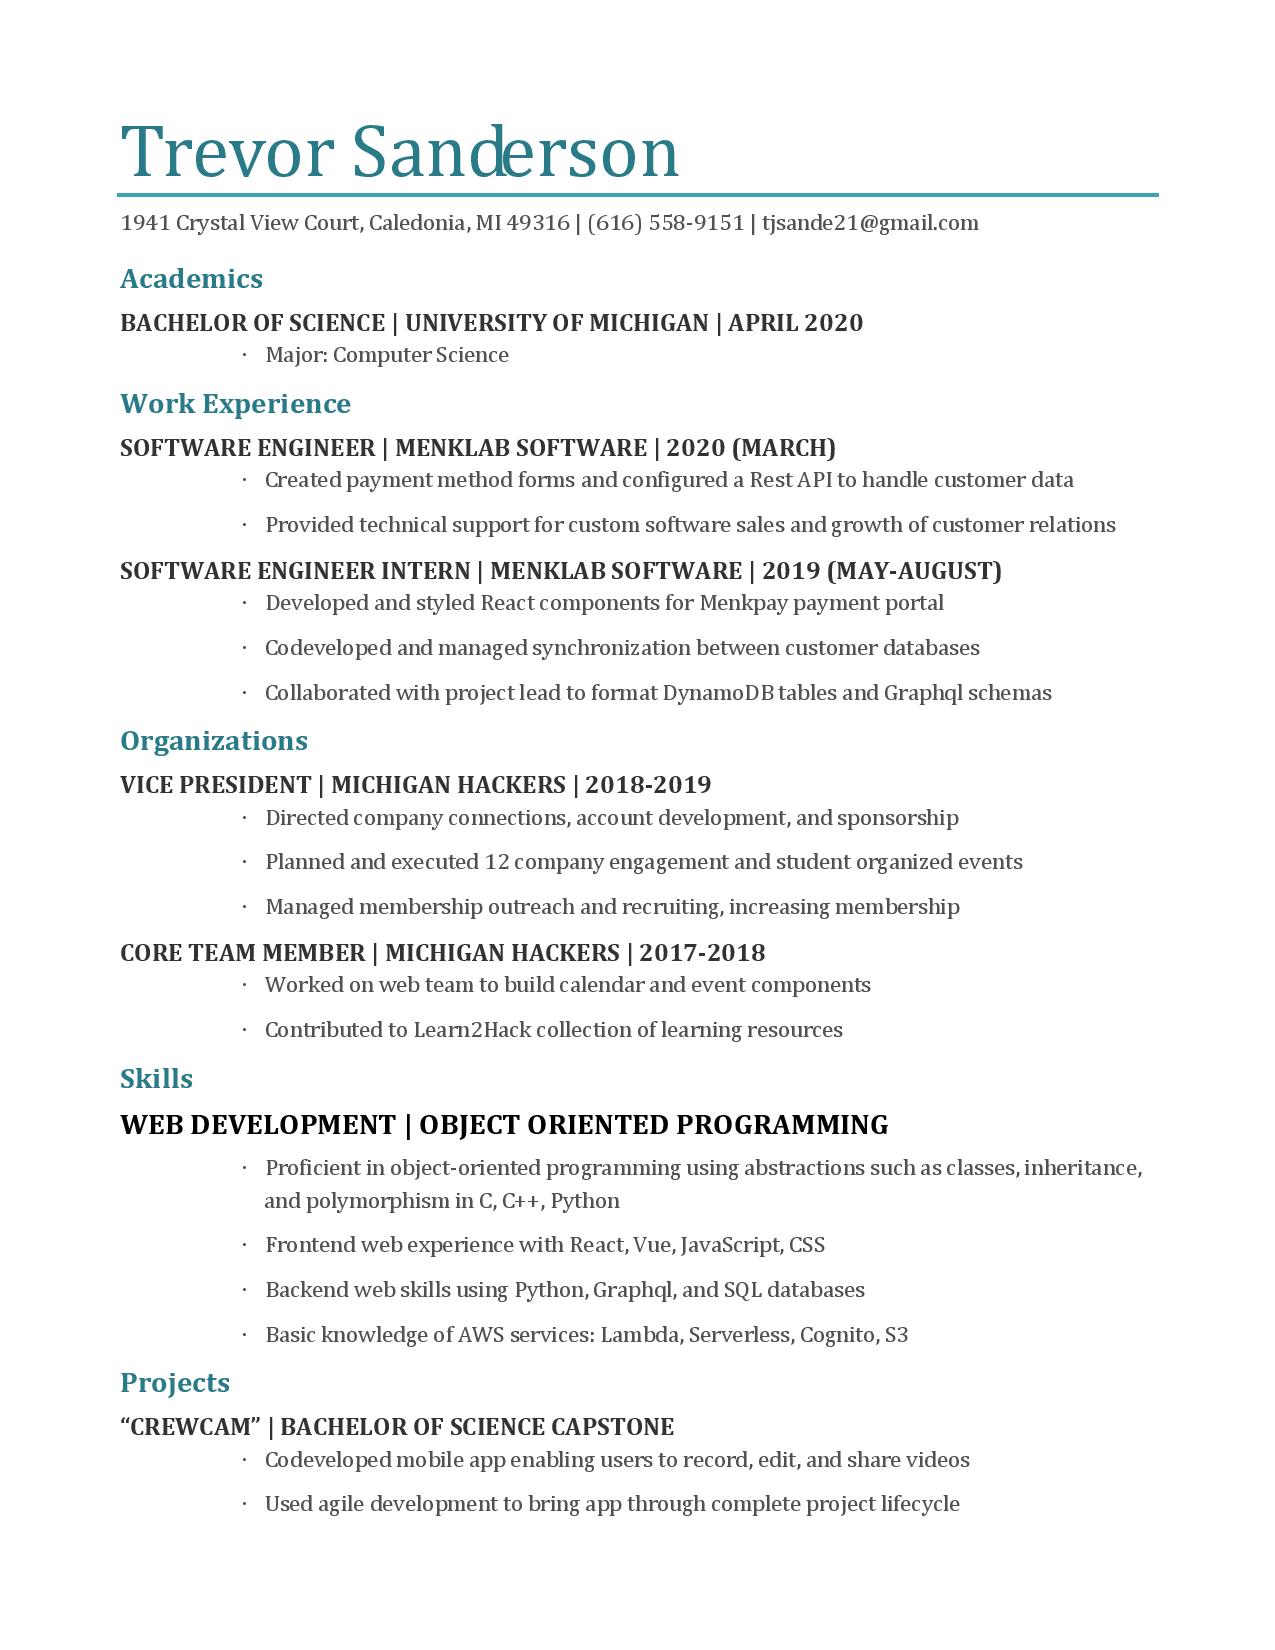 Trevor Sanderson
1941 Crystal View Court, Caledonia, MI 49316 | (616) 558-9151 | tjsande21@gmail.com
Academics
BACHELOR OF SCIENCE | UNIVERSITY OF MICHIGAN | APRIL 2020
· Major: Computer Science
Work Experience
SOFTWARE ENGINEER | MENKLAB SOFTWARE | 2020 (MARCH)
· Created payment method forms and configured a Rest API to handle customer data
· Provided technical support for custom software sales and growth of customer relations
SOFTWARE ENGINEER INTERN | MENKLAB SOFTWARE | 2019 (MAY-AUGUST)
· Developed and styled React components for Menkpay payment portal
· Codeveloped and managed synchronization between customer databases
· Collaborated with project lead to format DynamoDB tables and Graphql schemas
Organizations
VICE PRESIDENT | MICHIGAN HACKERS | 2018-2019
· Directed company connections, account development, and sponsorship
· Planned and executed 12 company engagement and student organized events
· Managed membership outreach and recruiting, increasing membership
CORE TEAM MEMBER | MICHIGAN HACKERS | 2017-2018
· Worked on web team to build calendar and event components
· Contributed to Learn2Hack collection of learning resources
Skills
WEB DEVELOPMENT | OBJECT ORIENTED PROGRAMMING
· Proficient in object-oriented programming using abstractions such as classes, inheritance,
and polymorphism in C, C++, Python
· Frontend web experience with React, Vue, JavaScript, CSS
· Backend web skills using Python, Graphql, and SQL databases
· Basic knowledge of AWS services: Lambda, Serverless, Cognito, S3
Projects
“CREWCAM” | BACHELOR OF SCIENCE CAPSTONE
· Codeveloped mobile app enabling users to record, edit, and share videos
· Used agile development to bring app through complete project lifecycle